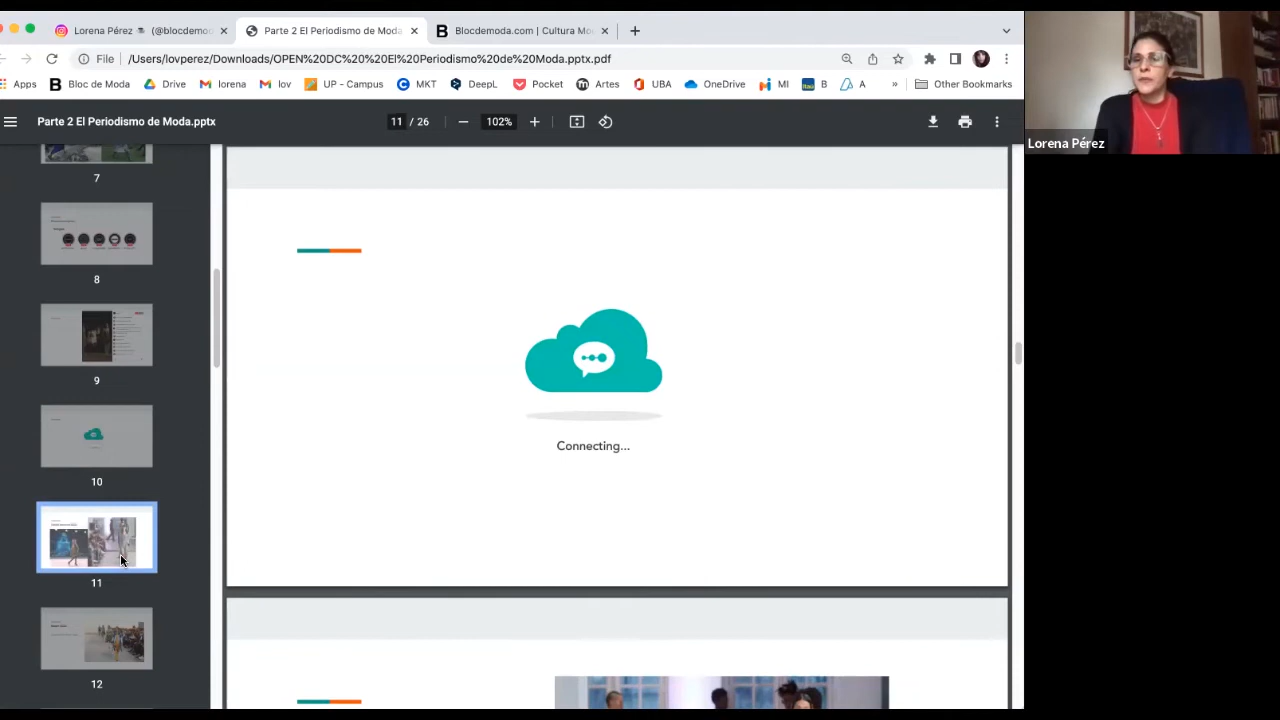 Lorena Pérez
(@blocdemo
Parte 2 El Periodismo de Moda
Blocdemoda.com | Cultura Mo
File
/Users/lovperez/Downloads/OPEN%20DC%20%20El%20Periodismo%20de%20Moda.pptx.pdf
Apps
Bloc de Moda
Drive
lorena
lov
UP - Campus
MKT
DeepL
Pocket
Artes
UBA
OneDrive
MI
B
A
»
Other Bookmarks
Parte 2 El Periodismo de Moda.pptx
11 / 26
102%
Lorena Pérez
7
8
9
10
11
12
Connecting...